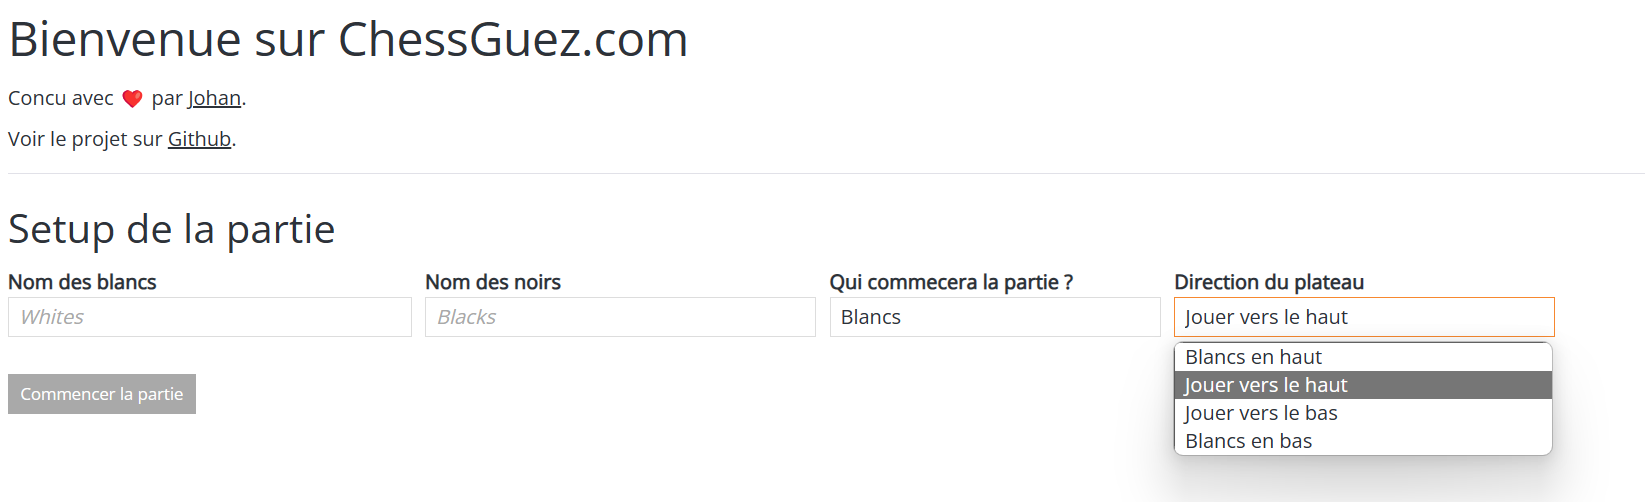 Bienvenue sur ChessGuez.com
Concu avec ❤️ par Johan.
Voir le projet sur Github.
Setup de la partie
Nom des blancs
Whites
Nom des noirs
Blacks
Qui commecera la partie ?
Blancs
Direction du plateau
Jouer vers le haut
Blancs en haut
Jouer vers le haut
Jouer vers le bas
Blancs en bas
Commencer la partie